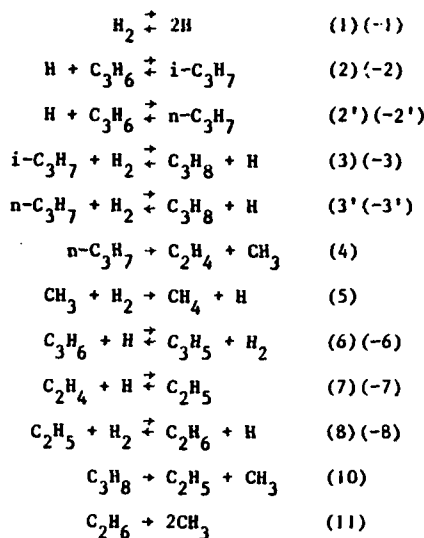 H₂ ⇄ 2H (1)(-1)
H + C₃H₆ ⇄ i-C₃H₇ (2)(-2)
H + C₃H₆ ⇄ n-C₃H₇ (2')(-2')
i-C₃H₇ + H₂ ⇄ C₃H₈ + H (3)(-3)
n-C₃H₇ + H₂ ⇄ C₃H₈ + H (3'(-3')
n-C₃H₇ → C₂H₄ + CH₃ (4)
CH₃ + H₂ → CH₄ + H (5)
C₃H₆ + H ⇄ C₃H₅ + H₂ (6)(-6)
C₂H₄ + H ⇄ C₂H₅ (7)(-7)
C₂H₅ + H₂ ⇄ C₂H₆ + H (8)(-8)
C₃H₈ → C₂H₅ + CH₃ (10)
C₂H₆ → 2CH₃ (11)